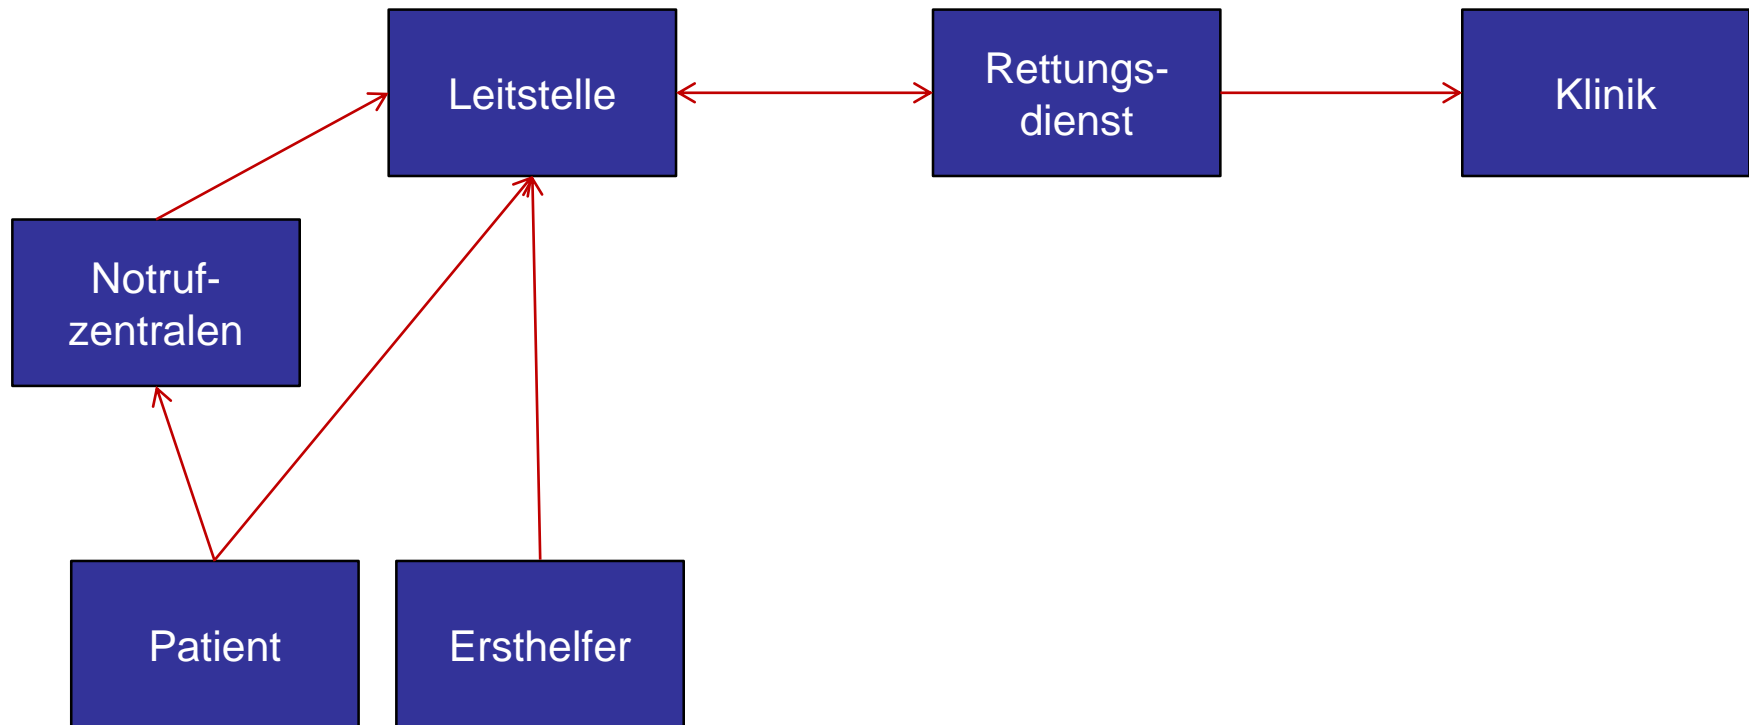 Leitstelle
Rettungs-
dienst
Klinik
Notruf-
zentralen
Patient
Ersthelfer